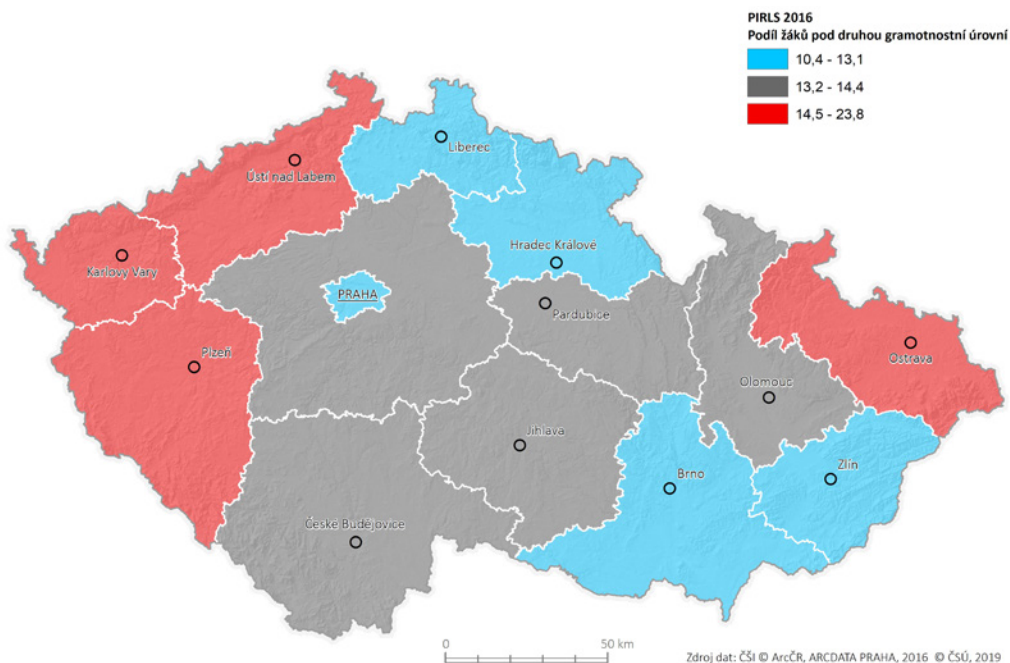 PIRLS 2016
Podíl žáků pod druhou gramotnostní úrovní
10,4 - 13,1
13,2 - 14,4
14,5 - 23,8
Liberec
Ústí nad Labem
Hradec Králové
Karlovy Vary
PRAHA
Pardubice
Plzeň
Ostrava
Olomouc
Jihlava
Brno
Zlín
České Budějovice
0 50 km
Zdroj dat: ČŠI © ArcČR, ARCDATA PRAHA, 2016 © ČSÚ, 2019